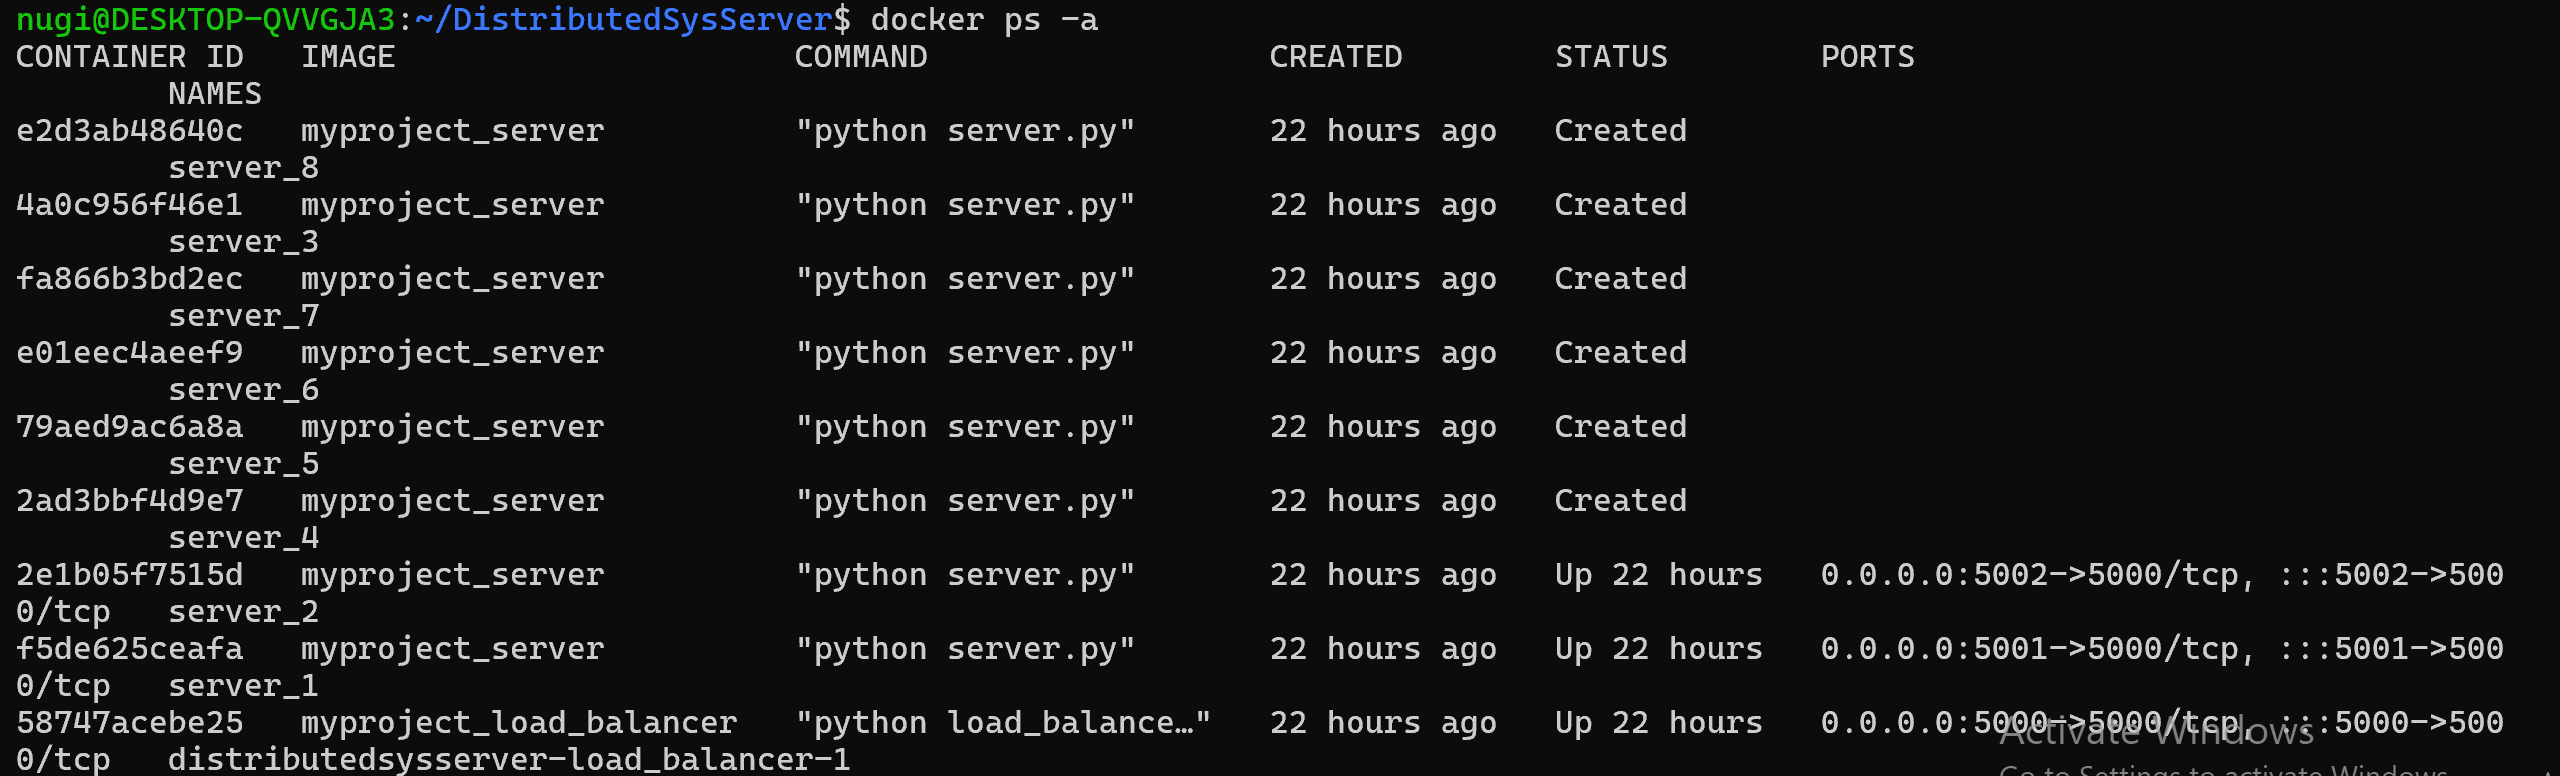 nugi@DESKTOP-QVVGJA3:~/DistributedSysServer$ docker ps -a
CONTAINER ID   IMAGE                     COMMAND                  CREATED        STATUS        PORTS
        NAMES
e2d3ab48640c   myproject_server          "python server.py"       22 hours ago   Created
        server_8
4a0c956f46e1   myproject_server          "python server.py"       22 hours ago   Created
        server_3
fa866b3bd2ec   myproject_server          "python server.py"       22 hours ago   Created
        server_7
e01eec4aeef9   myproject_server          "python server.py"       22 hours ago   Created
        server_6
79aed9ac6a8a   myproject_server          "python server.py"       22 hours ago   Created
        server_5
2ad3bbf4d9e7   myproject_server          "python server.py"       22 hours ago   Created
        server_4
2e1b05f7515d   myproject_server          "python server.py"       22 hours ago   Up 22 hours   0.0.0.0:5002->5000/tcp, :::5002->500
0/tcp   server_2
f5de625ceafa   myproject_server          "python server.py"       22 hours ago   Up 22 hours   0.0.0.0:5001->5000/tcp, :::5001->500
0/tcp   server_1
58747acebe25   myproject_load_balancer   "python load_balance…"   22 hours ago   Up 22 hours   0.0.0.0:5000->5000/tcp, :::5000->500
0/tcp   distributedsysserver-load_balancer-1
Activate Windows
Go to Settings to activate Windows.